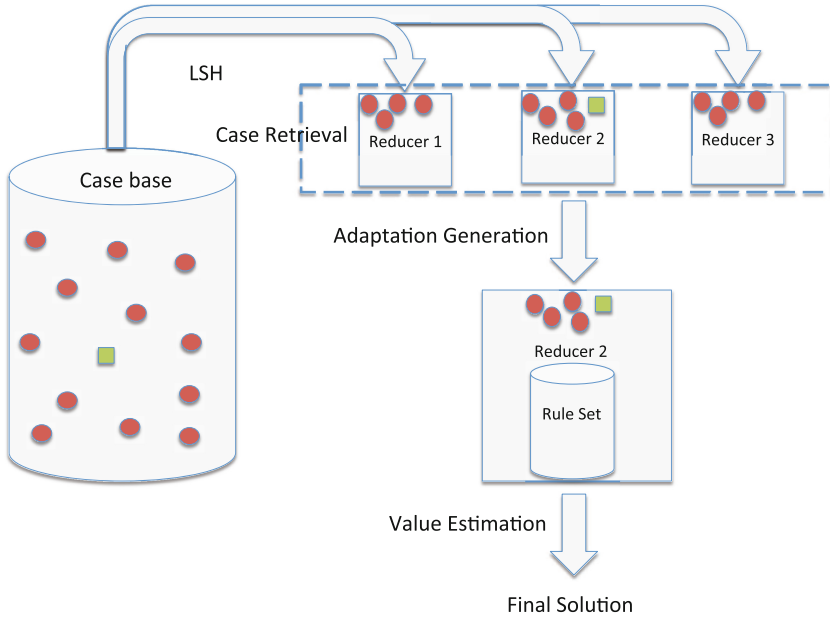 LSH
Case Retrieval
Reducer 1
Reducer 2
Reducer 3
Case base
Adaptation Generation
Reducer 2
Rule Set
Value Estimation
Final Solution